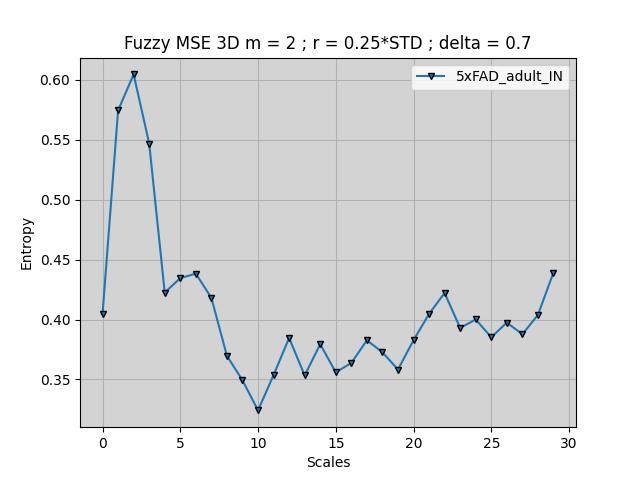 Fuzzy MSE 3D m = 2 ; r = 0.25*STD ; delta = 0.7
5xFAD_adult_IN
Entropy
0.60
0.55
0.50
0.45
0.40
0.35
0 5 10 15 20 25 30
Scales